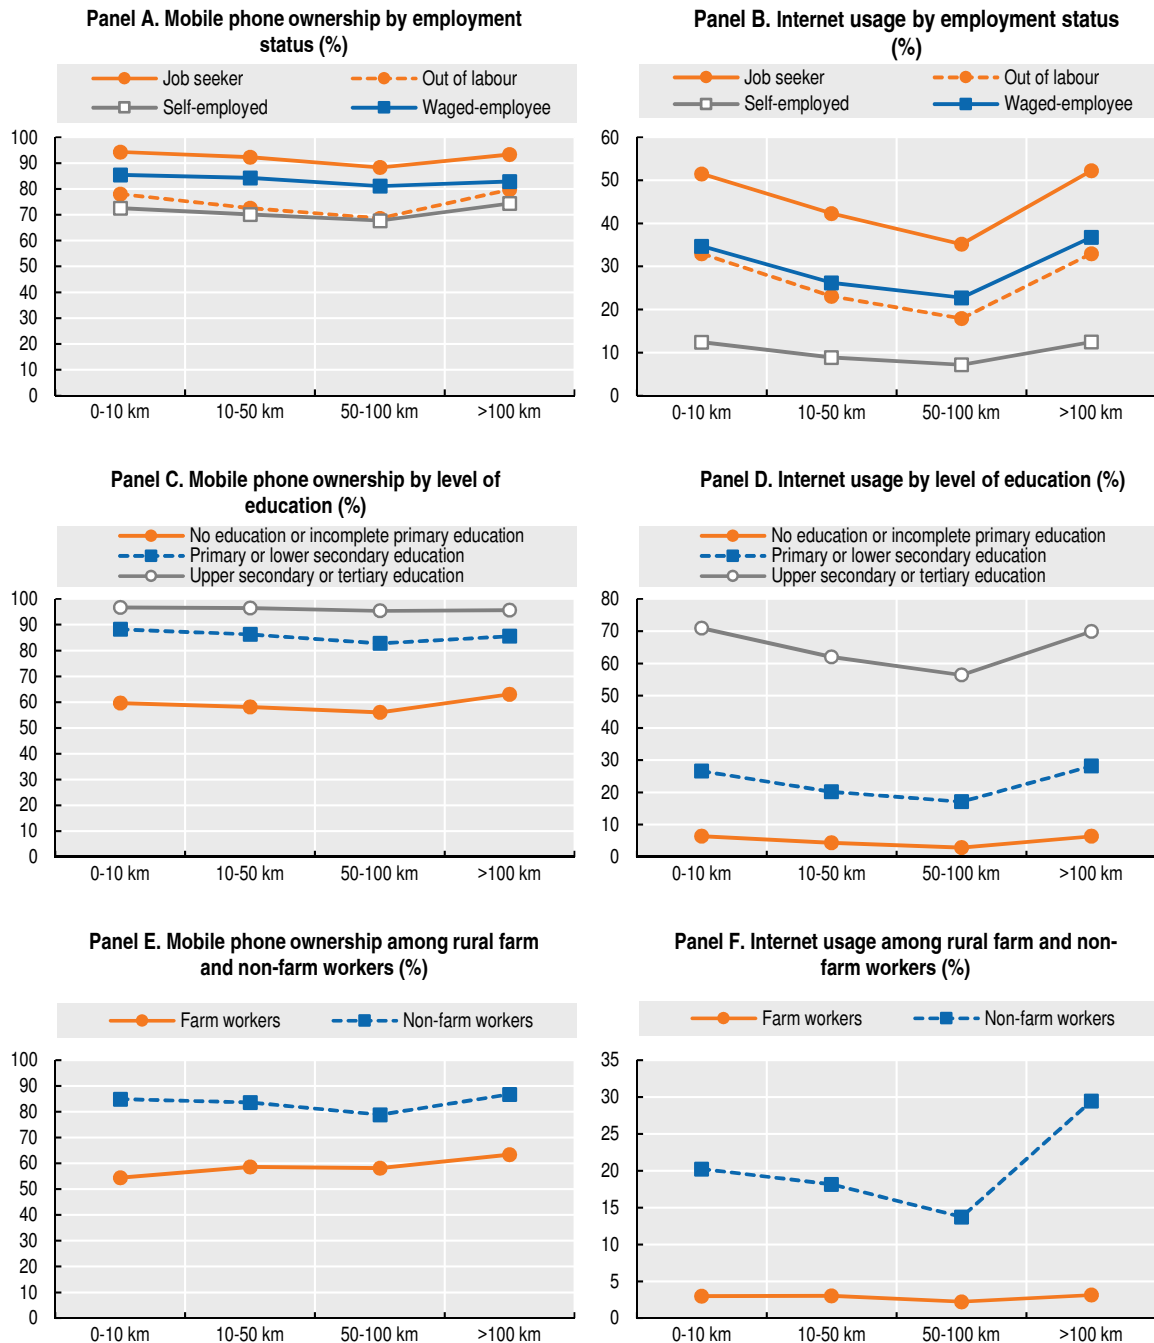 Panel A. Mobile phone ownership by employment
status (%)
Job seeker
Out of labour
Self-employed
Waged-employee
100
90
80
70
60
50
40
30
20
10
0
0-10 km
10-50 km
50-100 km
>100 km
Panel B. Internet usage by employment status
(%)
Job seeker
Out of labour
Self-employed
Waged-employee
60
50
40
30
20
10
0
0-10 km
10-50 km
50-100 km
>100 km
Panel C. Mobile phone ownership by level of
education (%)
No education or incomplete primary education
Primary or lower secondary education
Upper secondary or tertiary education
100
90
80
70
60
50
40
30
20
10
0
0-10 km
10-50 km
50-100 km
>100 km
Panel D. Internet usage by level of education (%)
No education or incomplete primary education
Primary or lower secondary education
Upper secondary or tertiary education
80
70
60
50
40
30
20
10
0
0-10 km
10-50 km
50-100 km
>100 km
Panel E. Mobile phone ownership among rural farm
and non-farm workers (%)
Farm workers
Non-farm workers
100
90
80
70
60
50
40
30
20
10
0
0-10 km
10-50 km
50-100 km
>100 km
Panel F. Internet usage among rural farm and non-
farm workers (%)
Farm workers
Non-farm workers
35
30
25
20
15
10
5
0
0-10 km
10-50 km
50-100 km
>100 km